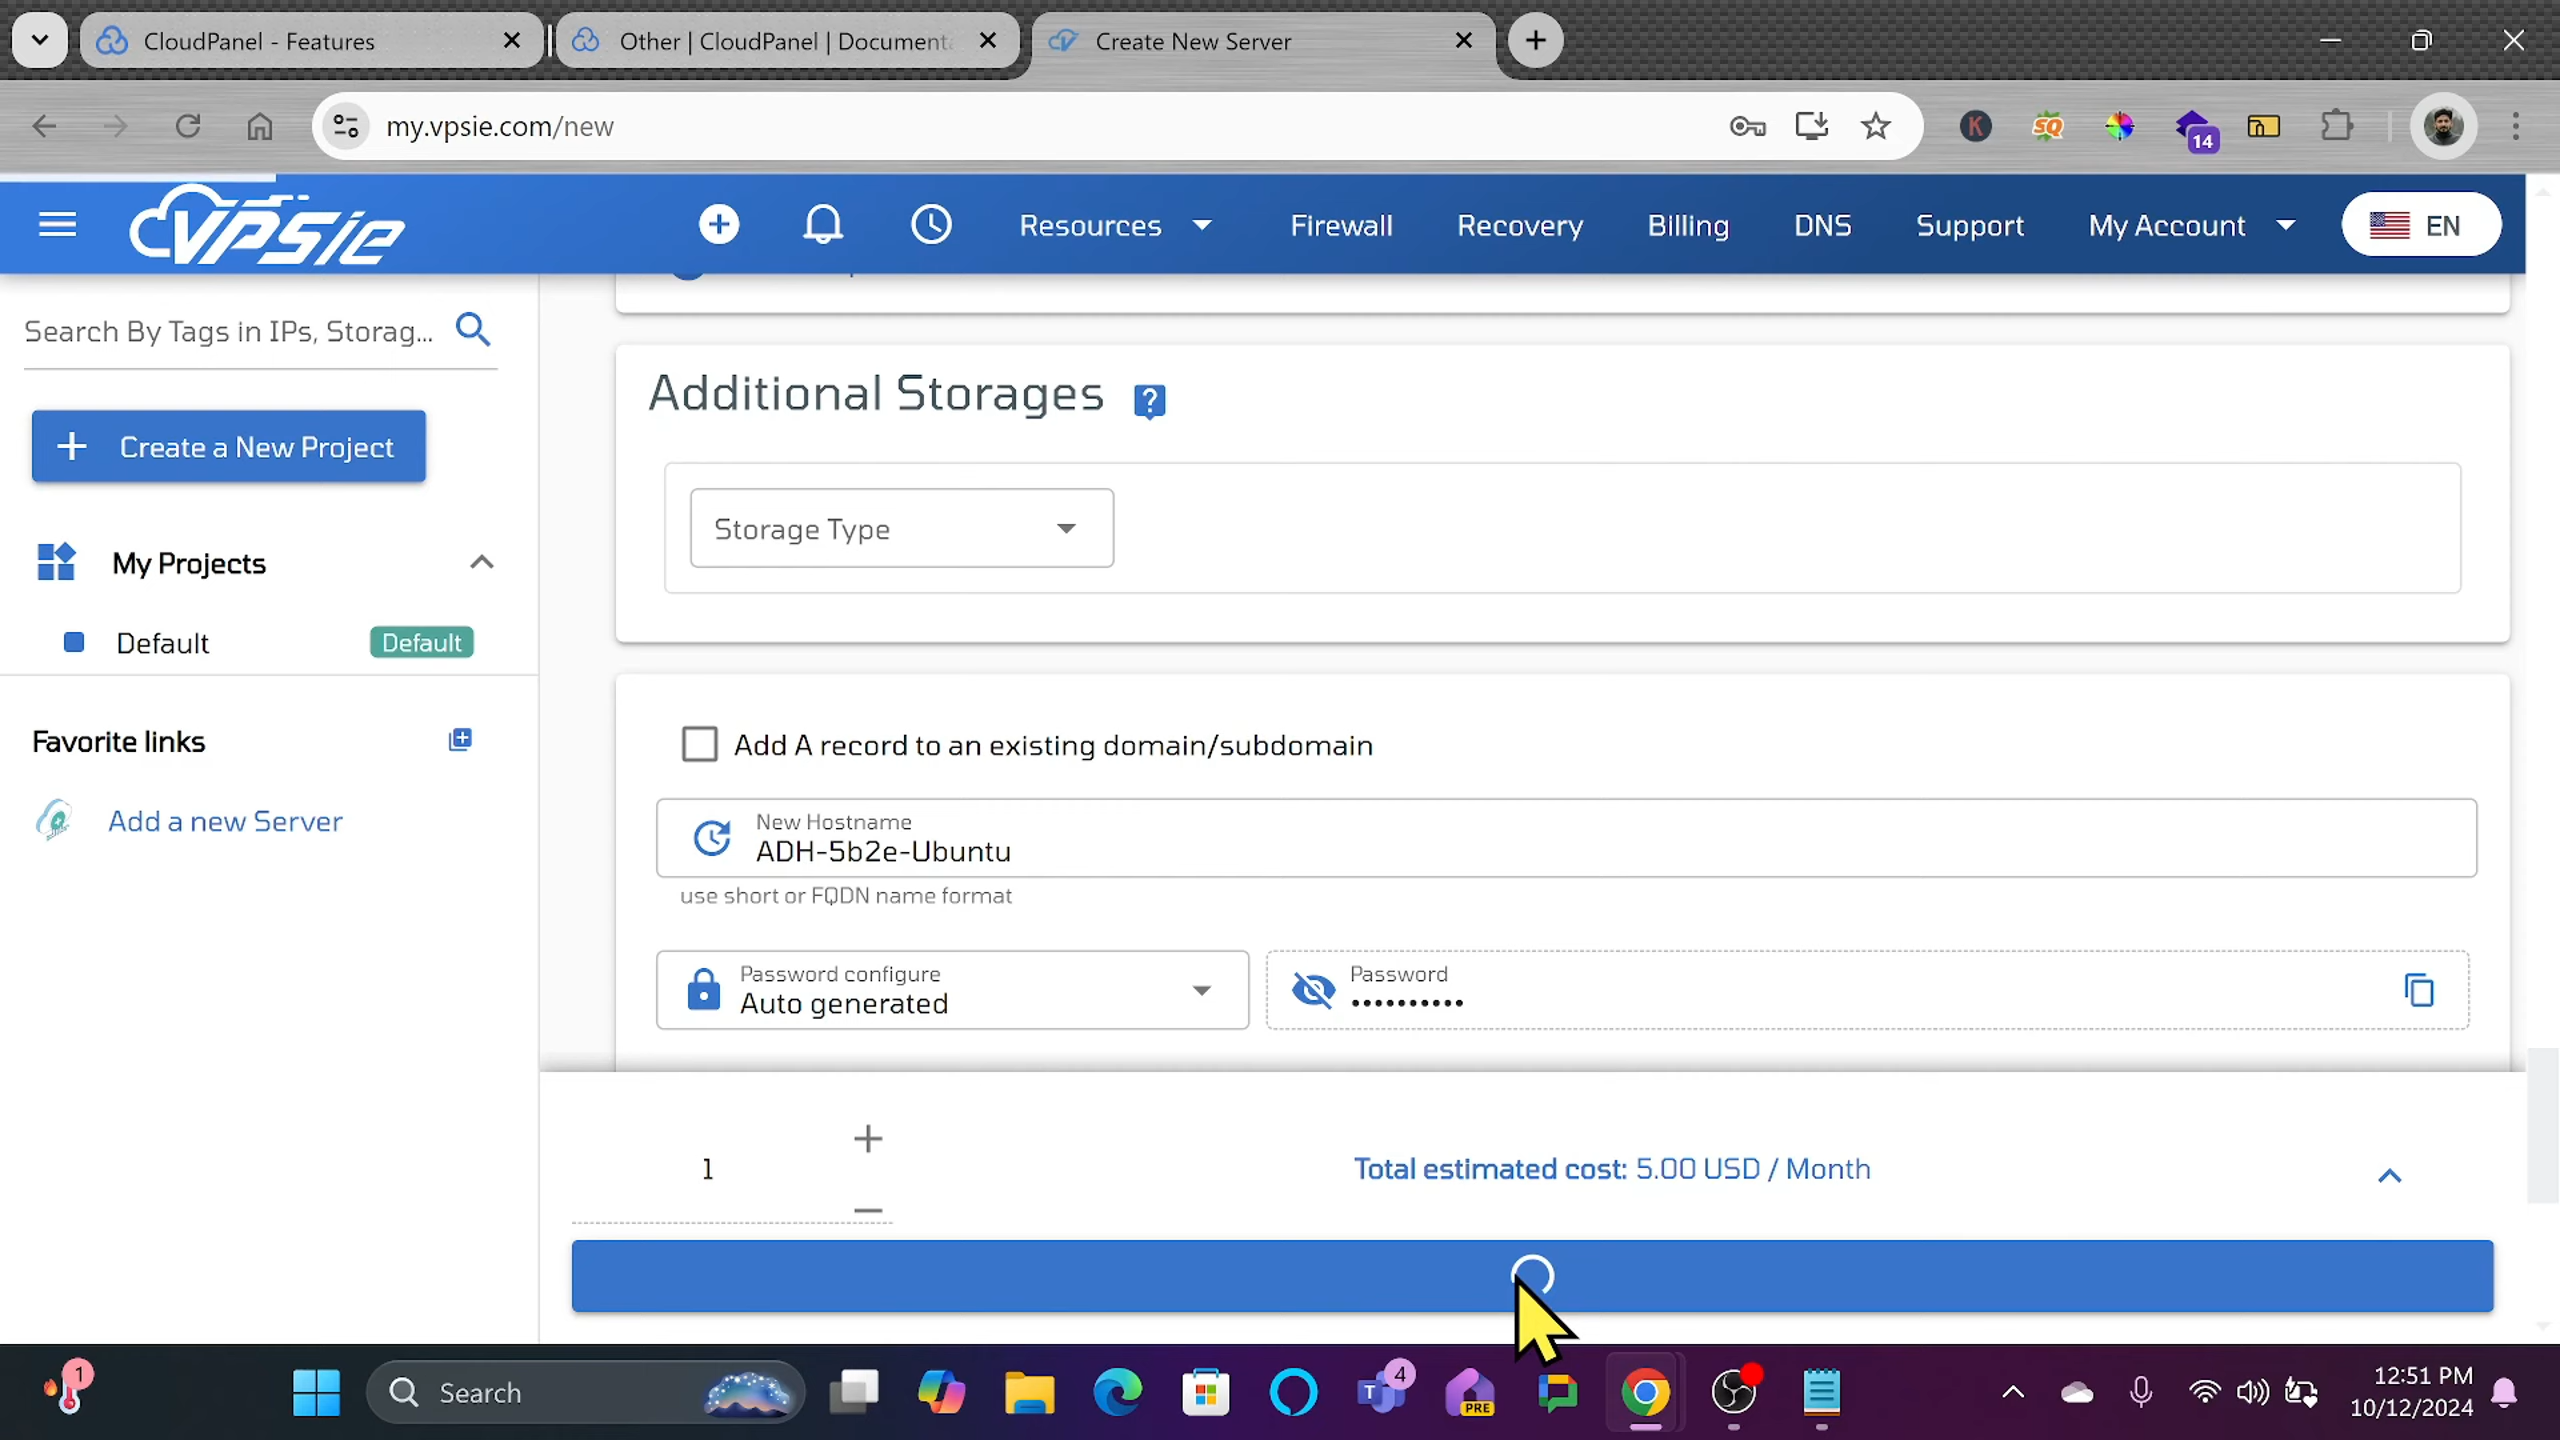 CloudPanel - Features
Other | CloudPanel | Documenta
Create New Server
my.vpsie.com/new
K
SQ
14
VPSie
Resources
Firewall
Recovery
Billing
DNS
Support
My Account
EN
Search By Tags in IPs, Storag...
Create a New Project
My Projects
Default
Default
Favorite links
Add a new Server
Additional Storages
?
Storage Type
Add A record to an existing domain/subdomain
New Hostname
ADH-5b2e-Ubuntu
use short or FQDN name format
Password configure
Auto generated
Password
••••••••••
1
Total estimated cost: 5.00 USD / Month
1
Search
T
4
PRE
12:51 PM
10/12/2024